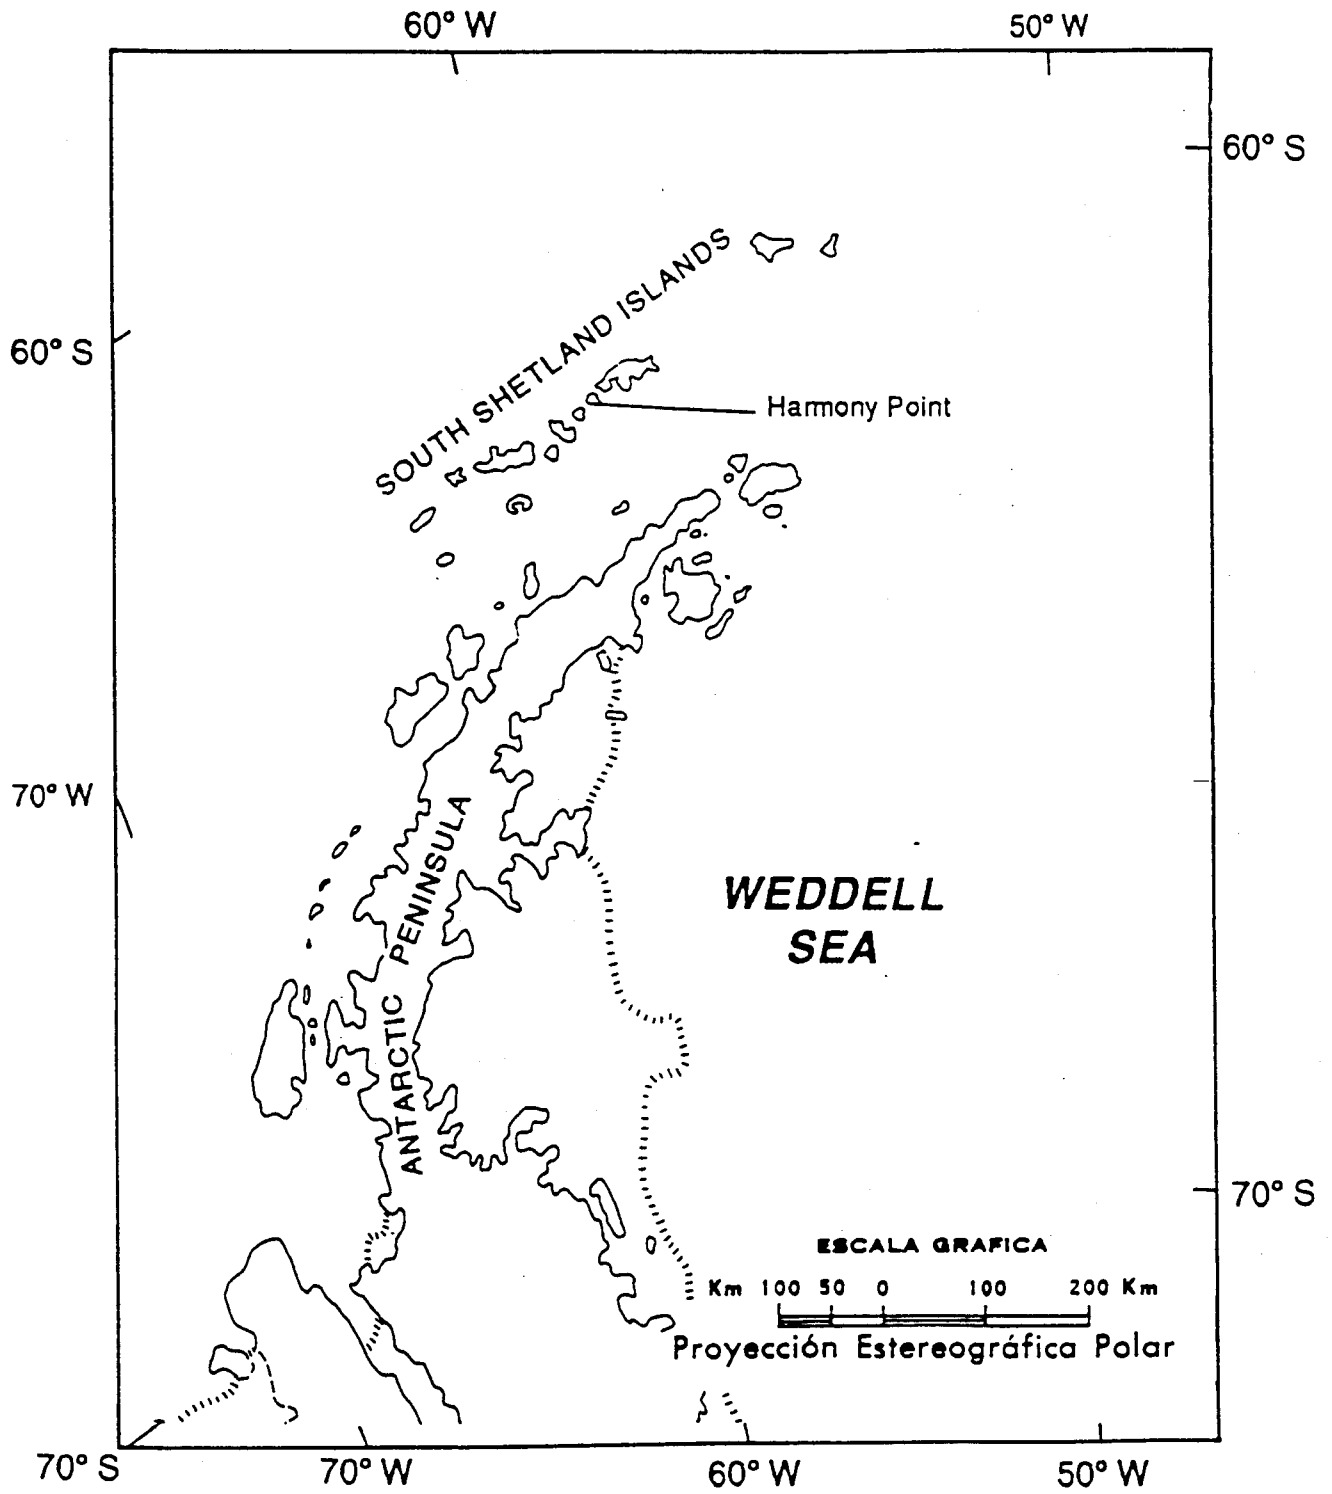 60° W
50° W
60° S
SOUTH SHETLAND ISLANDS
60° S
Harmony Point
70° W
ANTARCTIC PENINSULA
WEDDELL
SEA
70° S
ESCALA GRAFICA
Km 100 50 0 100 200 Km
Proyección Estereográfica Polar
70° S
70° W
60° W
50° W